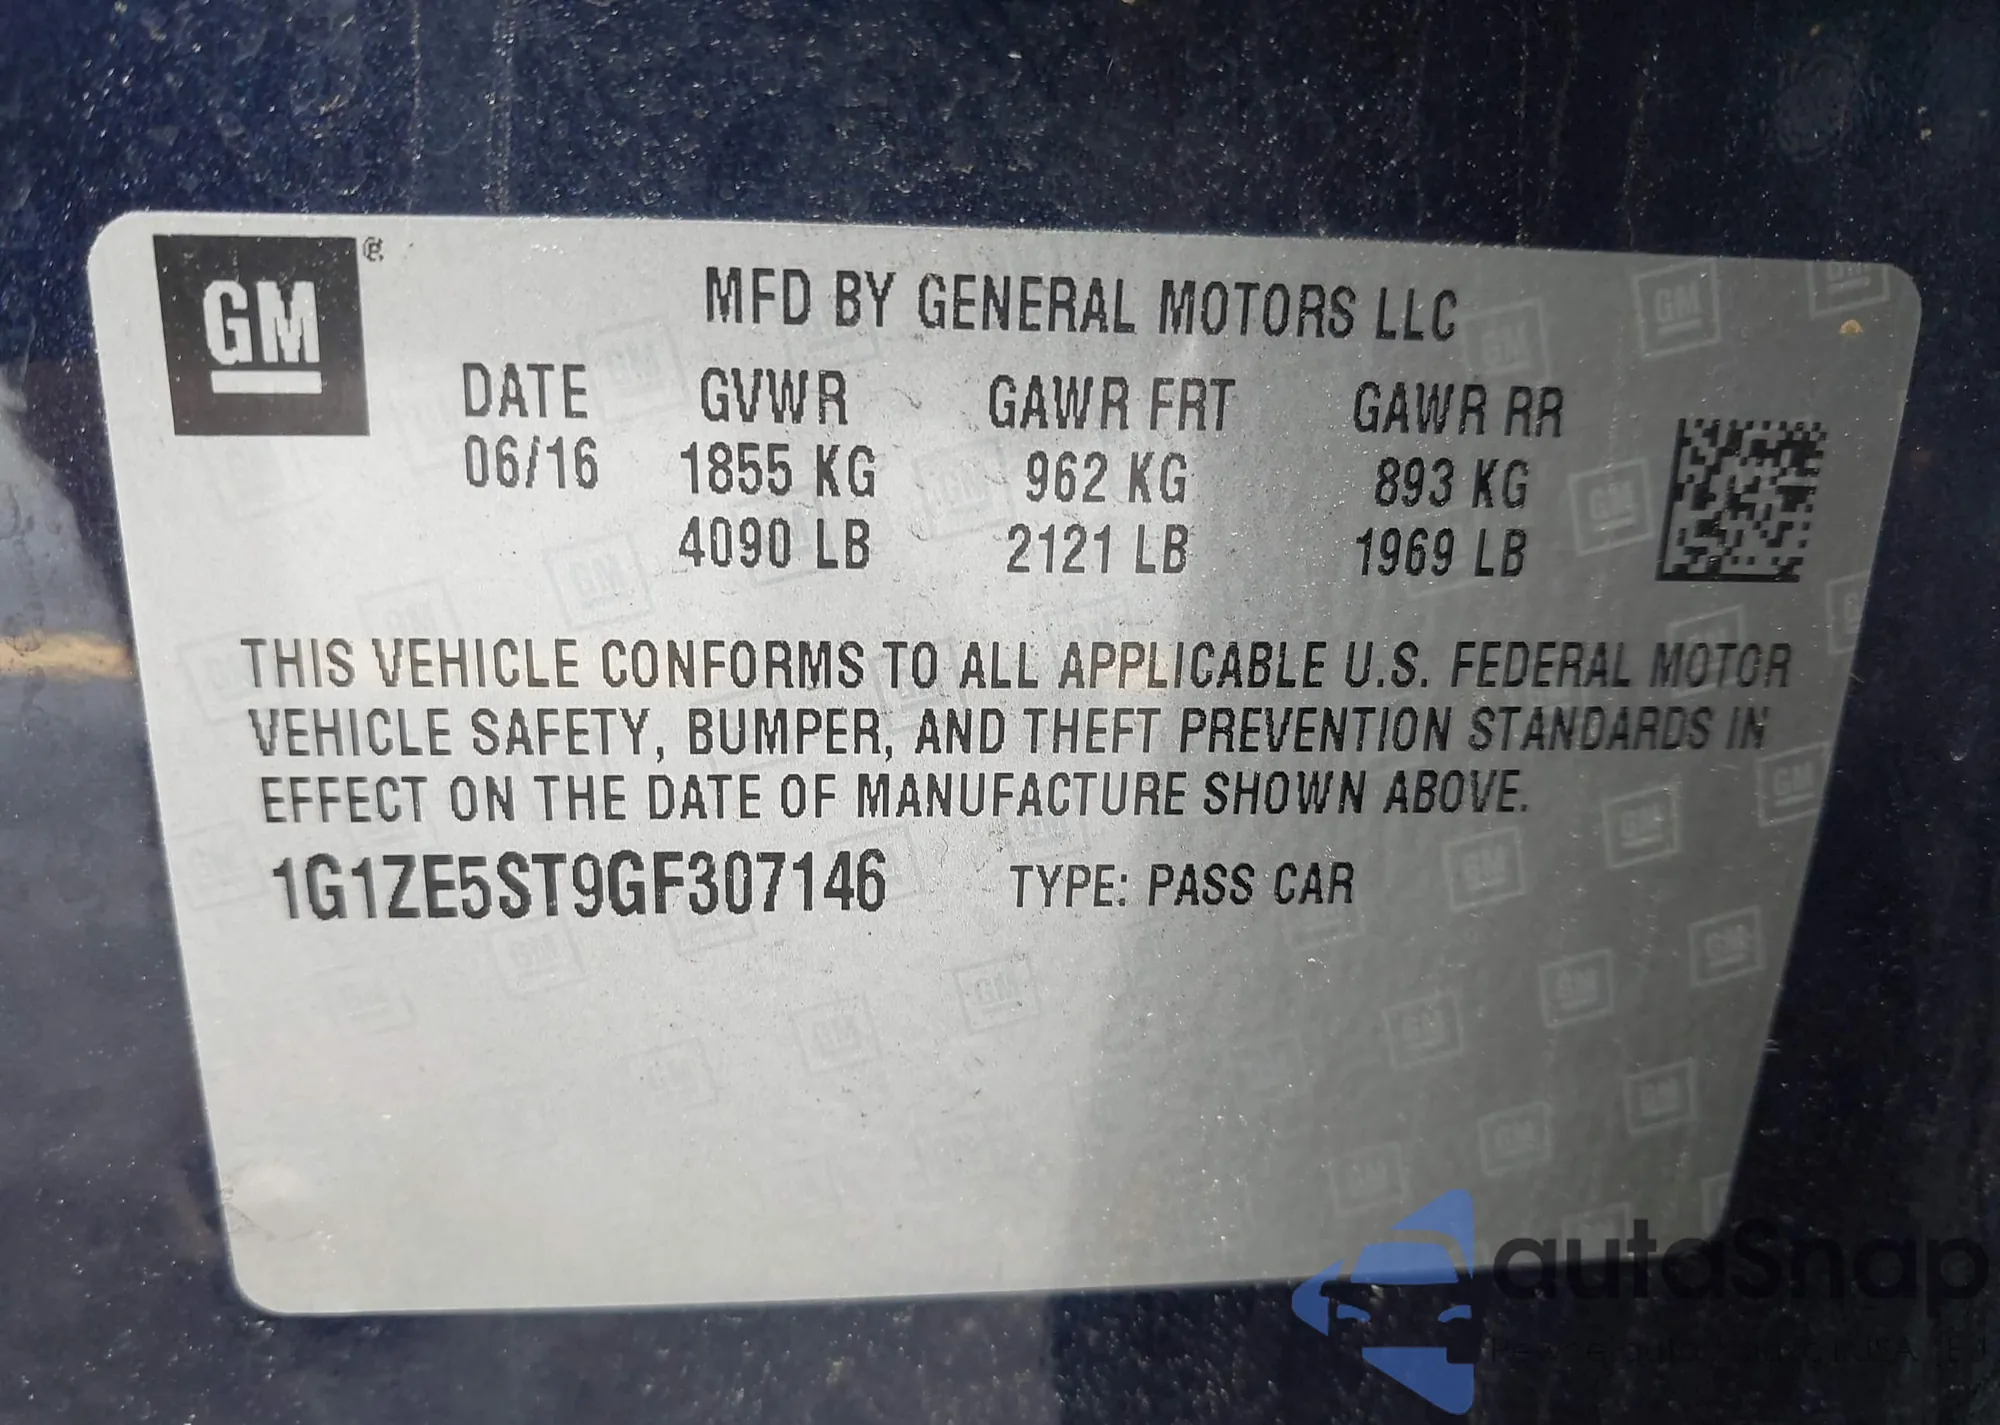 GM
MFD BY GENERAL MOTORS LLC
DATE GVWR GAWR FRT GAWR RR
06/16 1855 KG 962 KG 893 KG
4090 LB 2121 LB 1969 LB
THIS VEHICLE CONFORMS TO ALL APPLICABLE U.S. FEDERAL MOTOR
VEHICLE SAFETY, BUMPER, AND THEFT PREVENTION STANDARDS IN
EFFECT ON THE DATE OF MANUFACTURE SHOWN ABOVE.
1G1ZE5ST9GF307146 TYPE: PASS CAR
autoSnap